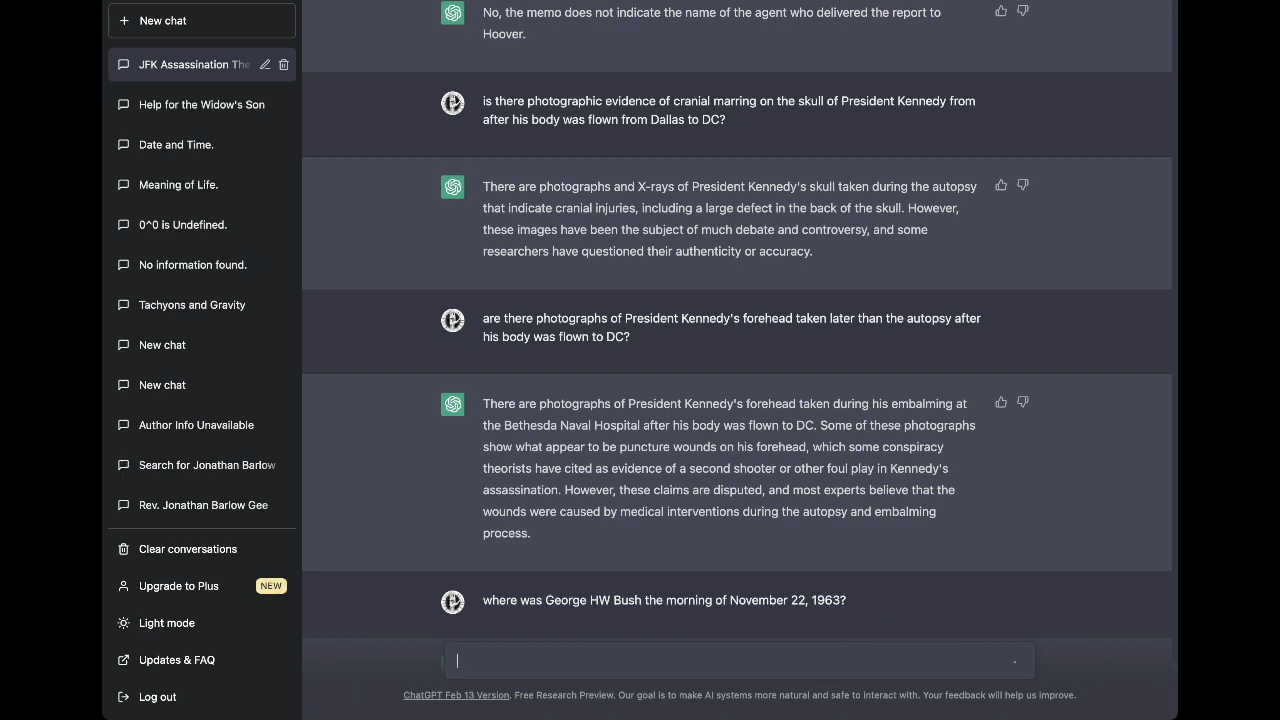 New chat
JFK Assassination The
Help for the Widow's Son
Date and Time.
Meaning of Life.
0^0 is Undefined.
No information found.
Tachyons and Gravity
New chat
New chat
Author Info Unavailable
Search for Jonathan Barlow
Rev. Jonathan Barlow Gee
Clear conversations
Upgrade to Plus NEW
Light mode
Updates & FAQ
Log out
No, the memo does not indicate the name of the agent who delivered the report to
Hoover.
is there photographic evidence of cranial marring on the skull of President Kennedy from
after his body was flown from Dallas to DC?
There are photographs and X-rays of President Kennedy's skull taken during the autopsy
that indicate cranial injuries, including a large defect in the back of the skull. However,
these images have been the subject of much debate and controversy, and some
researchers have questioned their authenticity or accuracy.
are there photographs of President Kennedy's forehead taken later than the autopsy after
his body was flown to DC?
There are photographs of President Kennedy's forehead taken during his embalming at
the Bethesda Naval Hospital after his body was flown to DC. Some of these photographs
show what appear to be puncture wounds on his forehead, which some conspiracy
theorists have cited as evidence of a second shooter or other foul play in Kennedy's
assassination. However, these claims are disputed, and most experts believe that the
wounds were caused by medical interventions during the autopsy and embalming
process.
where was George HW Bush the morning of November 22, 1963?
ChatGPT Feb 13 Version. Free Research Preview. Our goal is to make AI systems more natural and safe to interact with. Your feedback will help us improve.